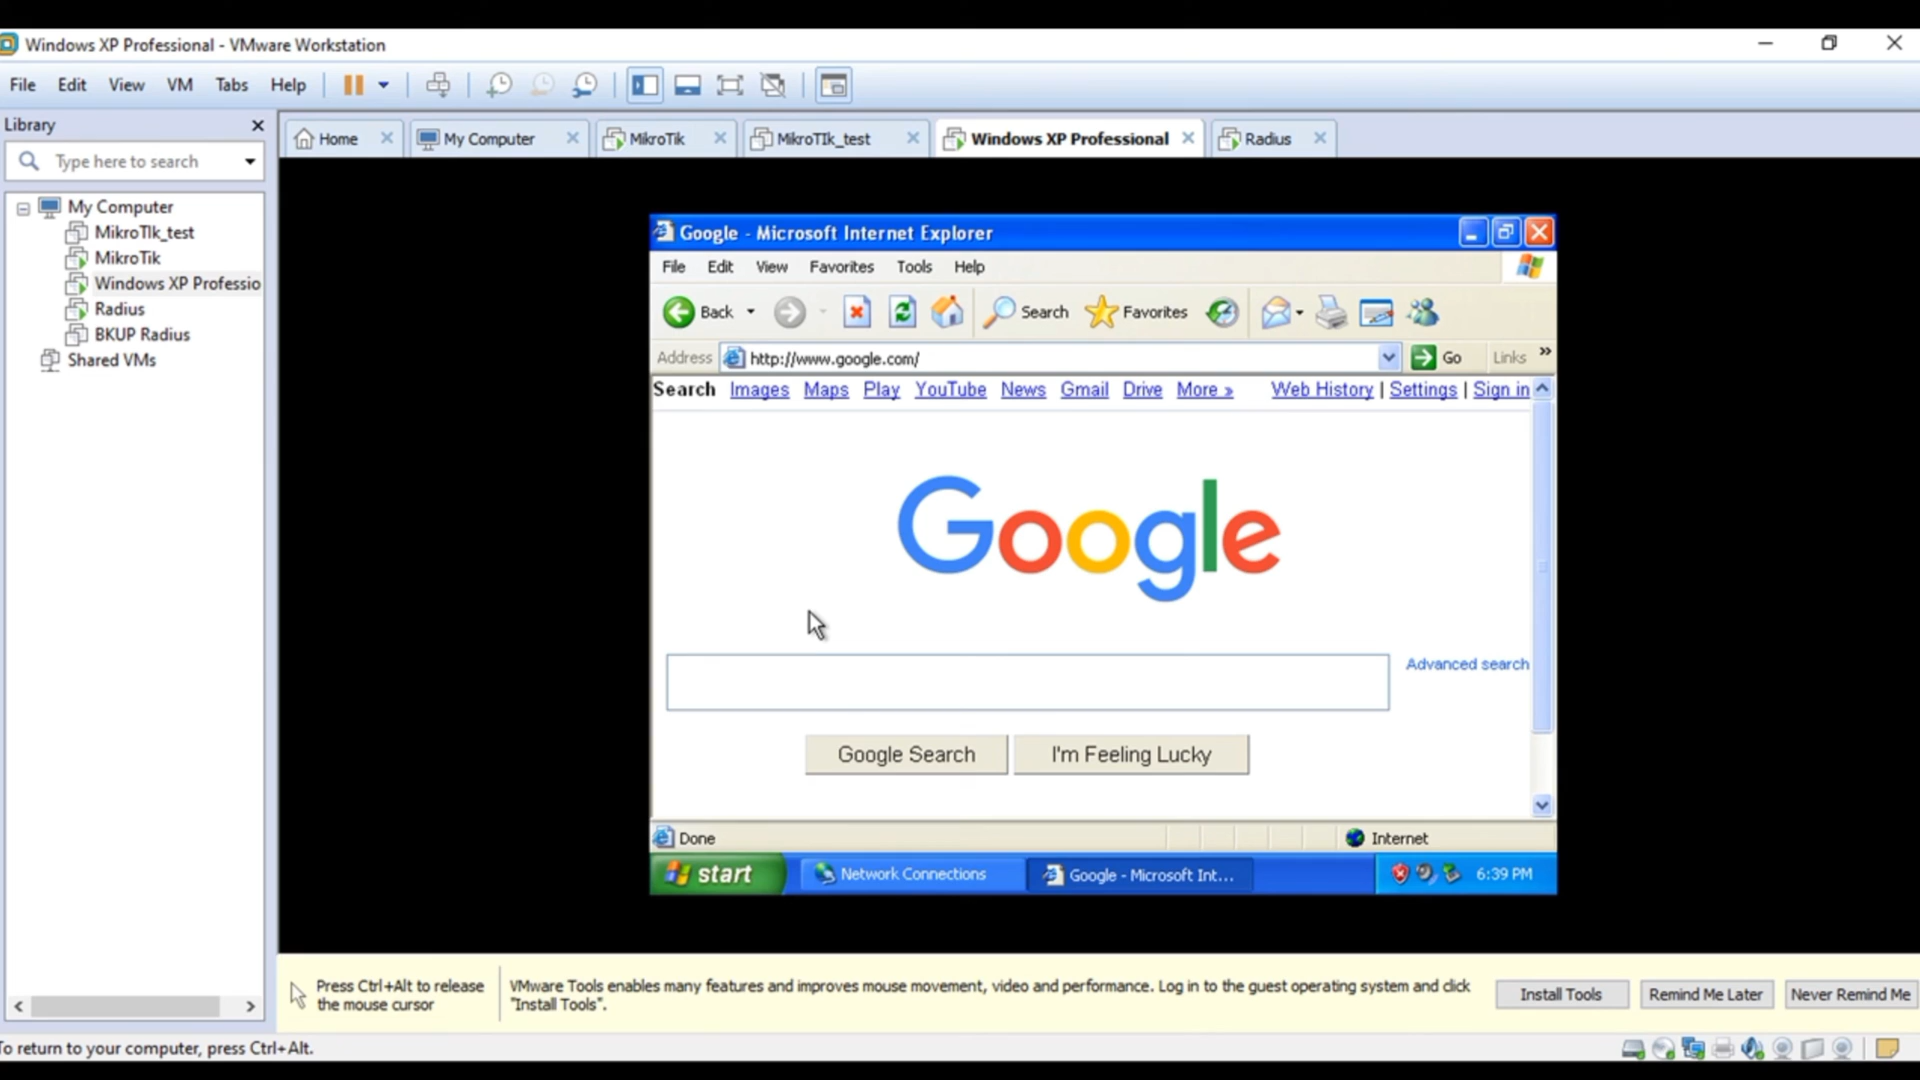 Windows XP Professional - VMware Workstation
File Edit View VM Tabs Help
Library
Type here to search
My Computer
MikroTIk_test
MikroTik
Windows XP Professio
Radius
BKUP Radius
Shared VMs
Home My Computer MikroTik MikroTIk_test Windows XP Professional Radius
Google - Microsoft Internet Explorer
File Edit View Favorites Tools Help
Back Search Favorites
Address http://www.google.com/ Go Links »
Search Images Maps Play YouTube News Gmail Drive More » Web History | Settings | Sign in
Google
Advanced search
Google Search I'm Feeling Lucky
Done Internet
start Network Connections Google - Microsoft Int... 6:39 PM
Press Ctrl+Alt to release
the mouse cursor
VMware Tools enables many features and improves mouse movement, video and performance. Log in to the guest operating system and click
"Install Tools".
Install Tools Remind Me Later Never Remind Me
To return to your computer, press Ctrl+Alt.